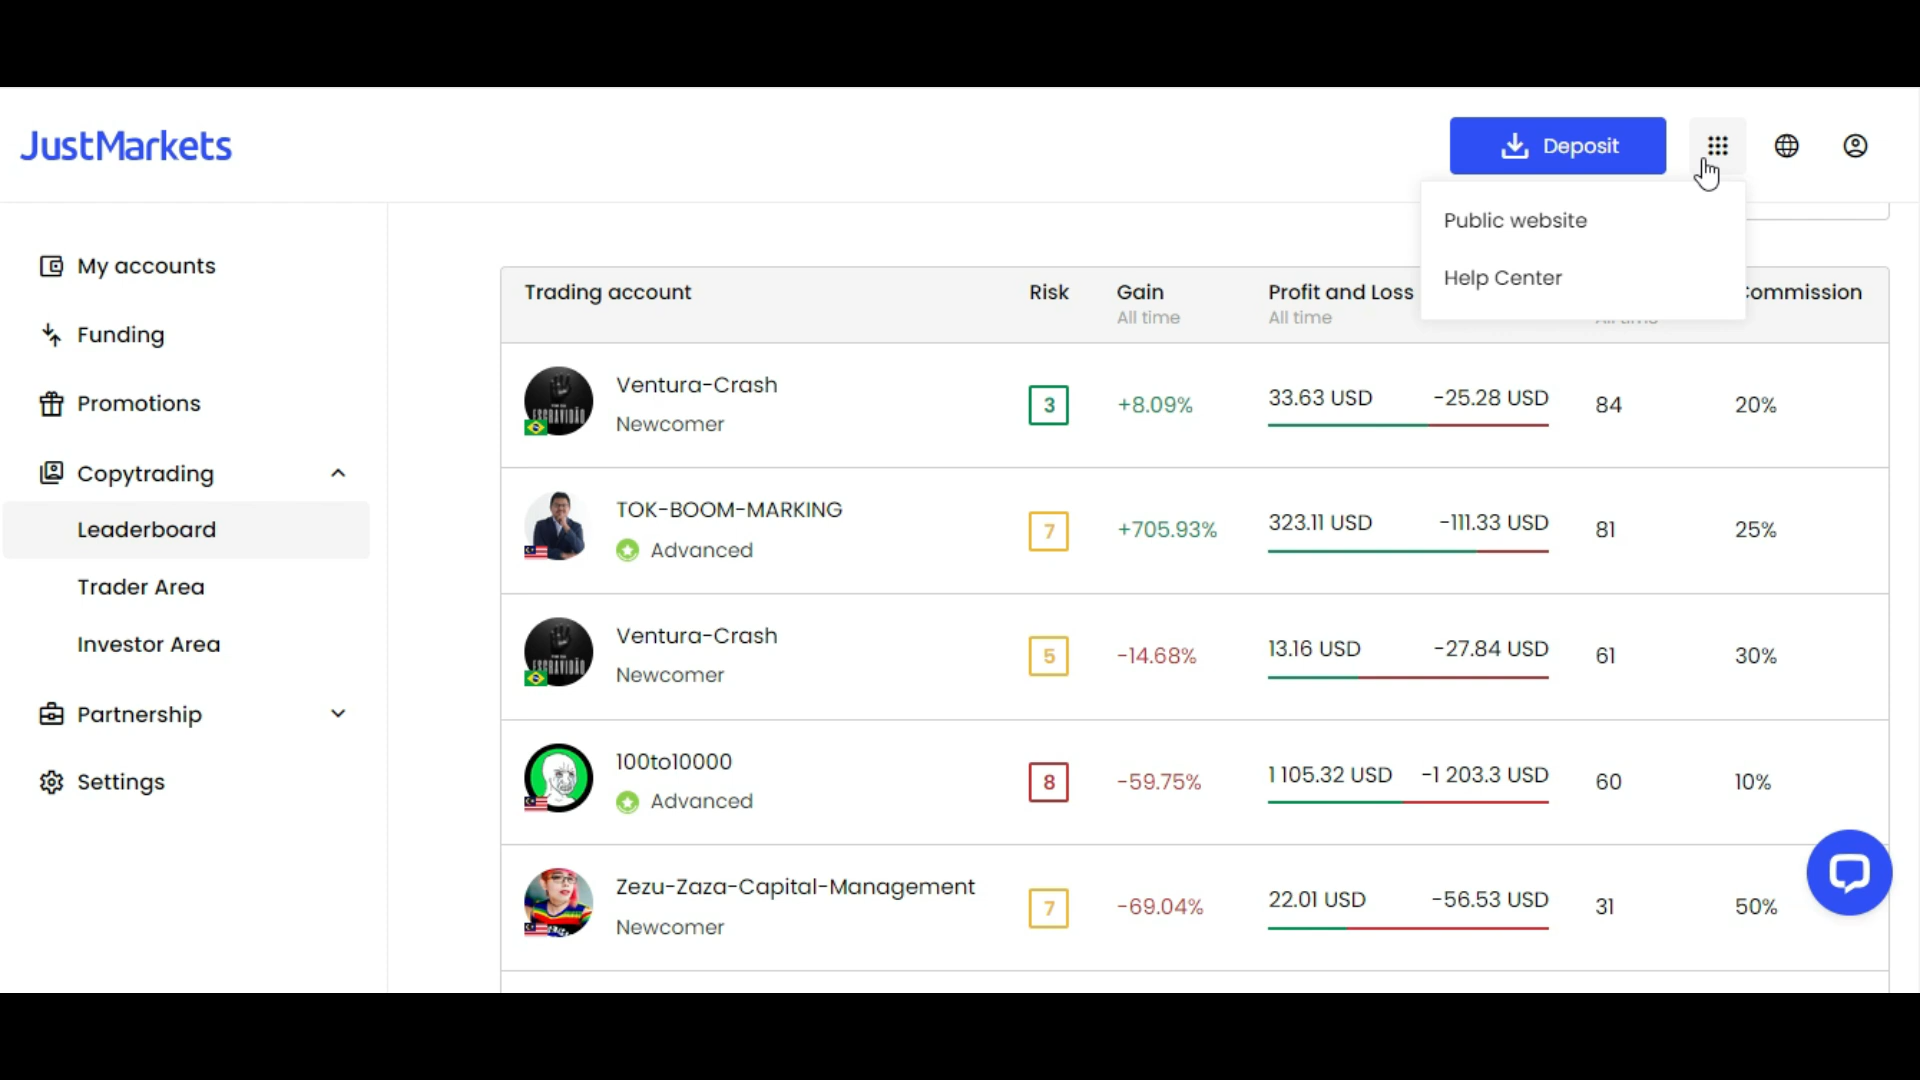 JustMarkets
Deposit
Public website
Help Center
My accounts
Funding
Promotions
Copytrading
Leaderboard
Trader Area
Investor Area
Partnership
Settings
Trading account Risk Gain Profit and Loss
All time All time
Ventura-Crash 3 +8.09% 33.63 USD -25.28 USD 84 20%
Newcomer
TOK-BOOM-MARKING 7 +705.93% 323.11 USD -111.33 USD 81 25%
Advanced
Ventura-Crash 5 -14.68% 13.16 USD -27.84 USD 61 30%
Newcomer
100to10000 8 -59.75% 1 105.32 USD -1 203.3 USD 60 10%
Advanced
Zezu-Zaza-Capital-Management 7 -69.04% 22.01 USD -56.53 USD 31 50%
Newcomer